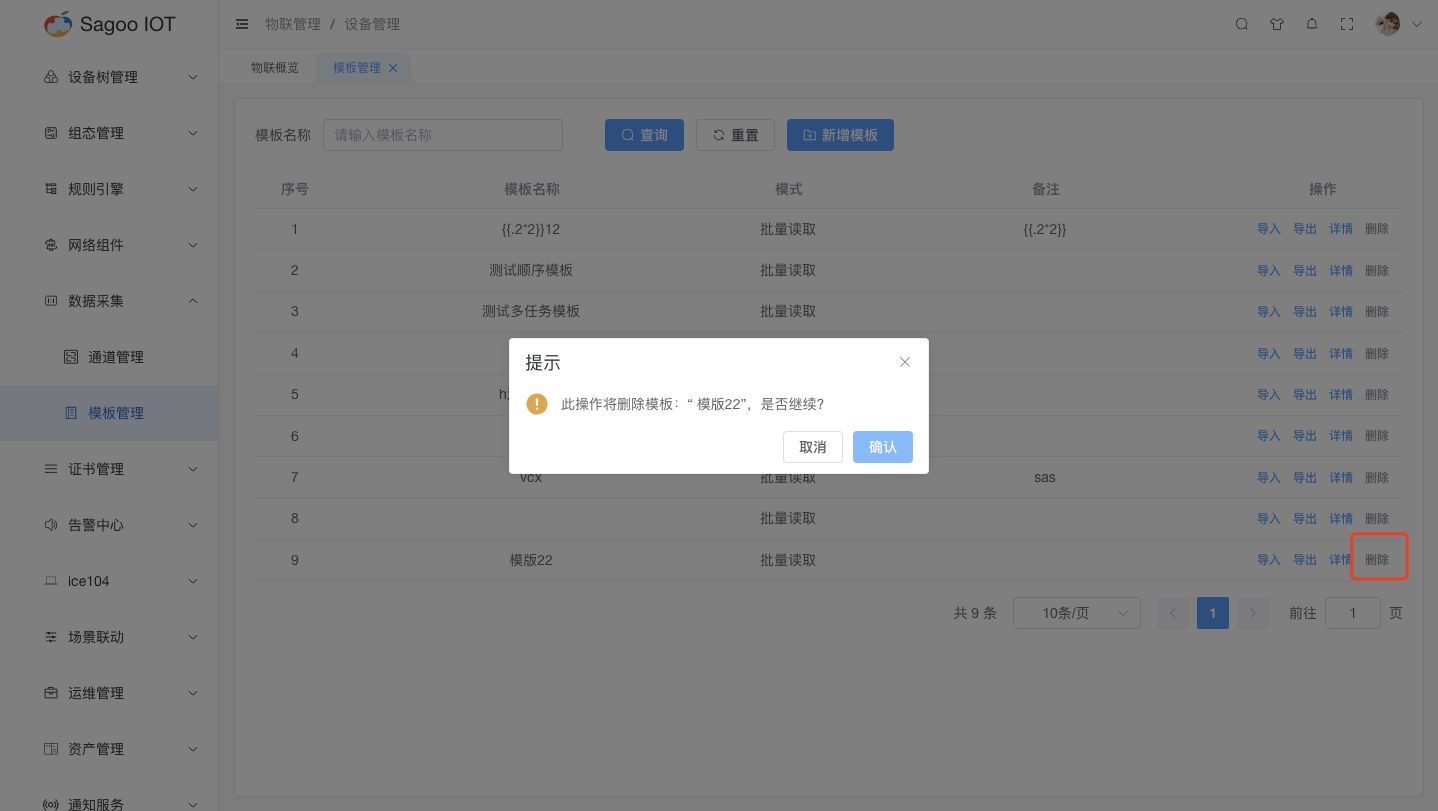 Sagoo IOT
物联管理 / 设备管理
物联概览 模板管理
设备树管理
组态管理
规则引擎
网络组件
数据采集
通道管理
模板管理
证书管理
告警中心
ice104
场景联动
运维管理
资产管理
通知服务
模板名称 请输入模板名称 查询 重置 新增模板
序号 模板名称 模式 备注 操作
1 {{.2*2}}12 批量读取 {{.2*2}} 导入 导出 详情 删除
2 测试顺序模板 批量读取 导入 导出 详情 删除
3 测试多任务模板 批量读取 导入 导出 详情 删除
4 导入 导出 详情 删除
5 导入 导出 详情 删除
6 导入 导出 详情 删除
7 vcx 批量读取 sas 导入 导出 详情 删除
8 批量读取 导入 导出 详情 删除
9 模版22 批量读取 导入 导出 详情 删除
共 9 条 10条/页 1 前往 1 页
提示
此操作将删除模板：“ 模版22”，是否继续？
取消 确认